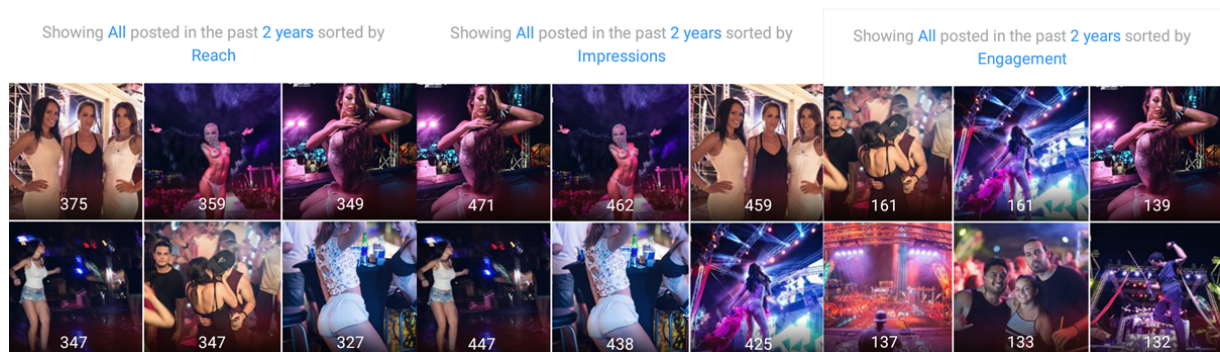 Showing All posted in the past 2 years sorted by
Reach
375 359 349
347 347 327
Showing All posted in the past 2 years sorted by
Impressions
471 462 459
447 438 425
Showing All posted in the past 2 years sorted by
Engagement
161 161 139
137 133 132